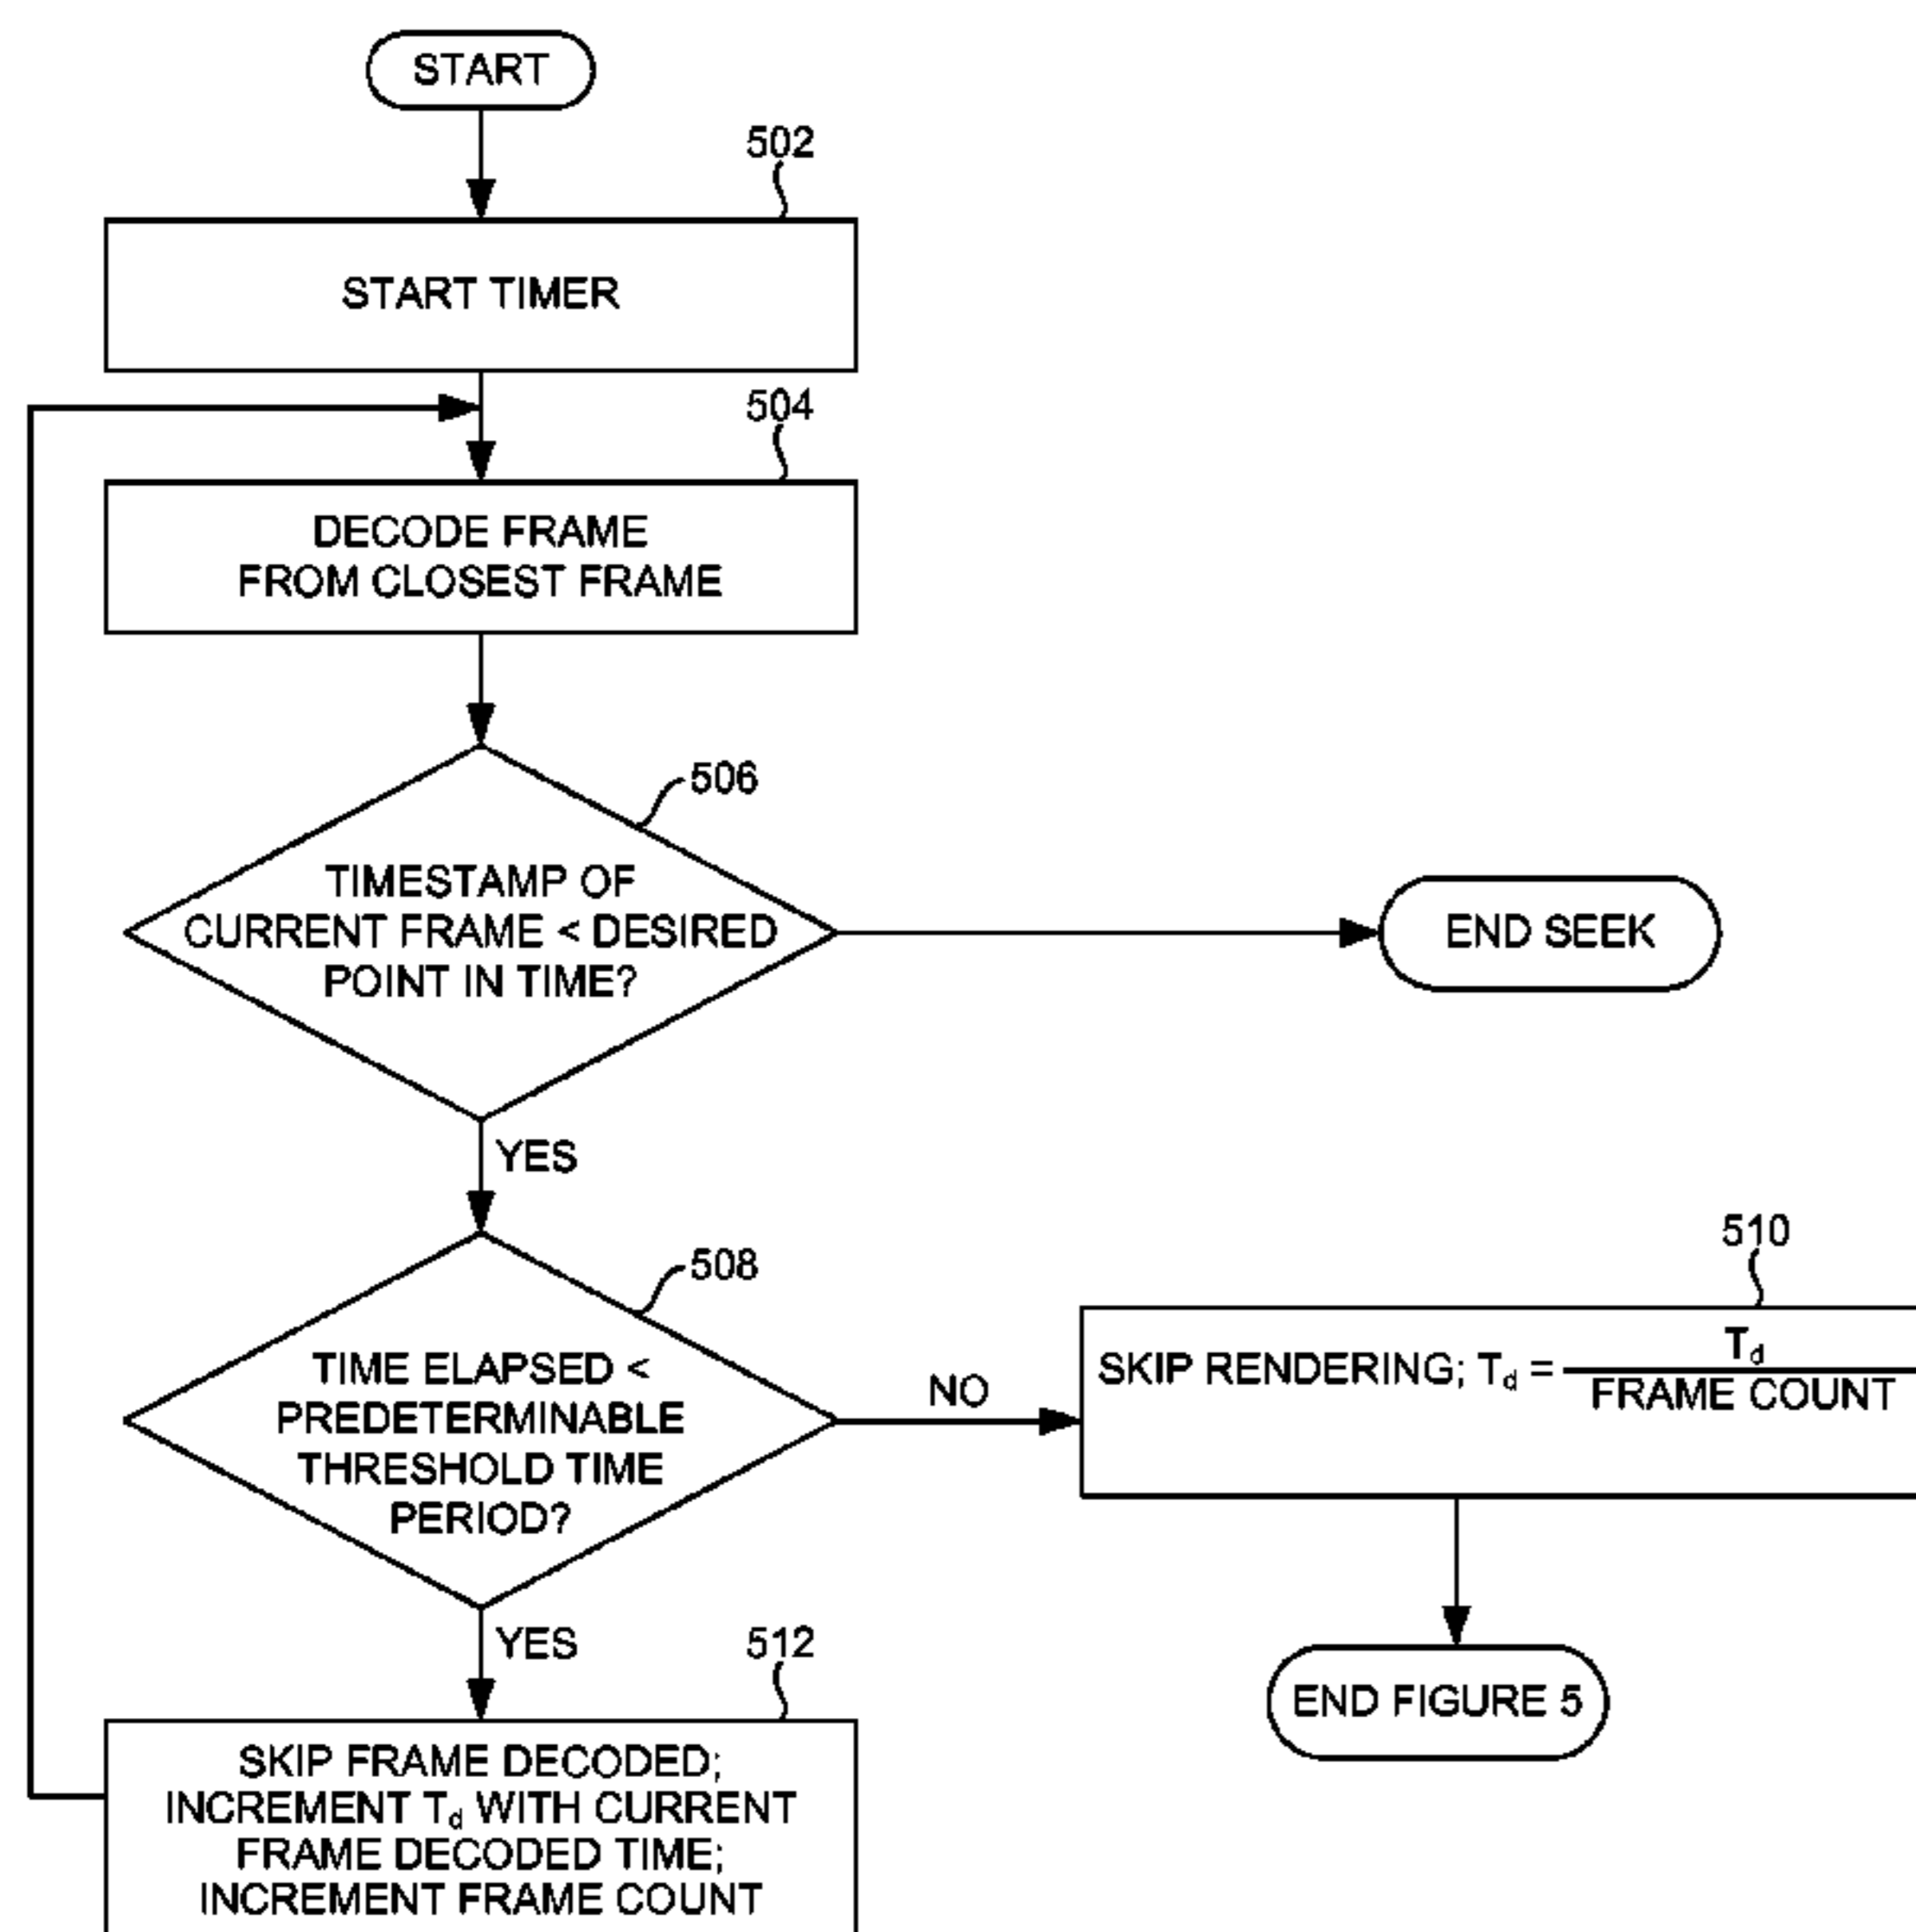 START
502
START TIMER
504
DECODE FRAME
FROM CLOSEST FRAME
506
TIMESTAMP OF
CURRENT FRAME < DESIRED
POINT IN TIME?
END SEEK
YES
508
TIME ELAPSED <
PREDETERMINABLE
THRESHOLD TIME
PERIOD?
NO
510
SKIP RENDERING; Td = Td / FRAME COUNT
END FIGURE 5
YES
512
SKIP FRAME DECODED;
INCREMENT Td WITH CURRENT
FRAME DECODED TIME;
INCREMENT FRAME COUNT